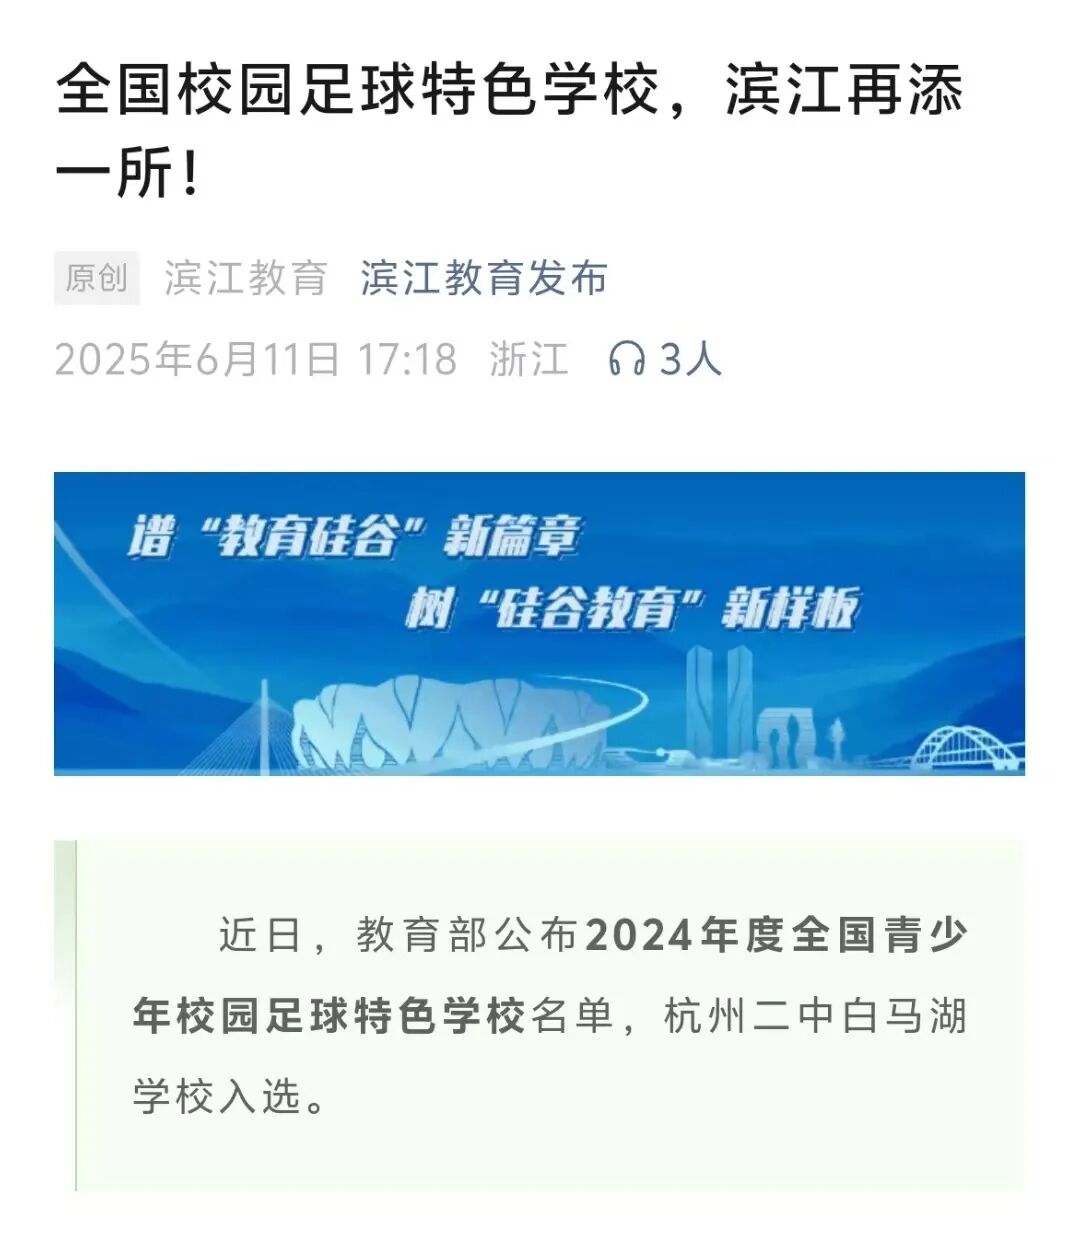 全国校园足球特色学校，滨江再添
一所！
原创 滨江教育 滨江教育发布
2025年6月11日 17:18 浙江 3人
谱“教育硅谷”新篇章
树“硅谷教育”新样板
近日，教育部公布2024年度全国青少
年校园足球特色学校名单，杭州二中白马湖
学校入选。